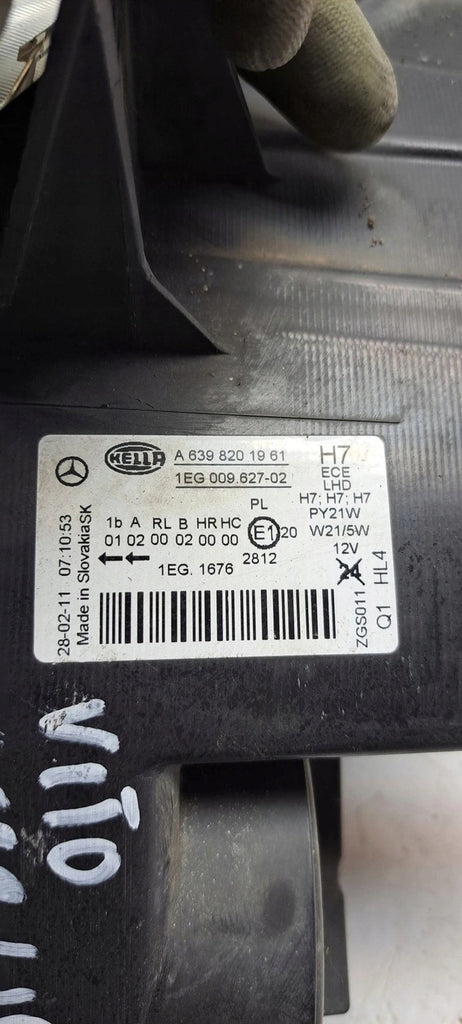 HELLA
A 639 820 19 61
1EG 009.627-02
H7
ECE
LHD
H7; H7; H7
PY21W
W21/5W
12V
PL
1b A RL B HR HC
01 02 00 02 00 00
E1 20
2812
1EG. 1676
28-02-11 07:10:53
Made in SlovakiaSK
ZGS011
Q1 HL4
VITO